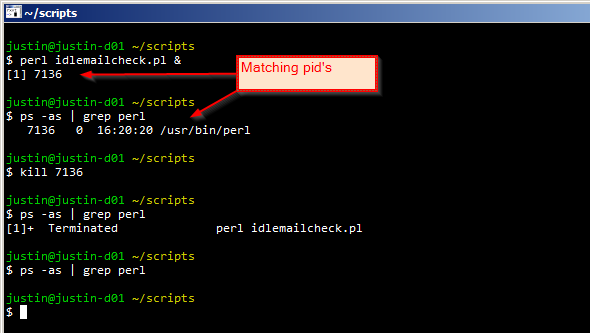 ~/scripts
justin@justin-d01 ~/scripts
$ perl idlemailcheck.pl &
[1] 7136
Matching pid's
justin@justin-d01 ~/scripts
$ ps -as | grep perl
7136 0 16:20:20 /usr/bin/perl
justin@justin-d01 ~/scripts
$ kill 7136
justin@justin-d01 ~/scripts
$ ps -as | grep perl
[1]+ Terminated perl idlemailcheck.pl
justin@justin-d01 ~/scripts
$ ps -as | grep perl
justin@justin-d01 ~/scripts
$